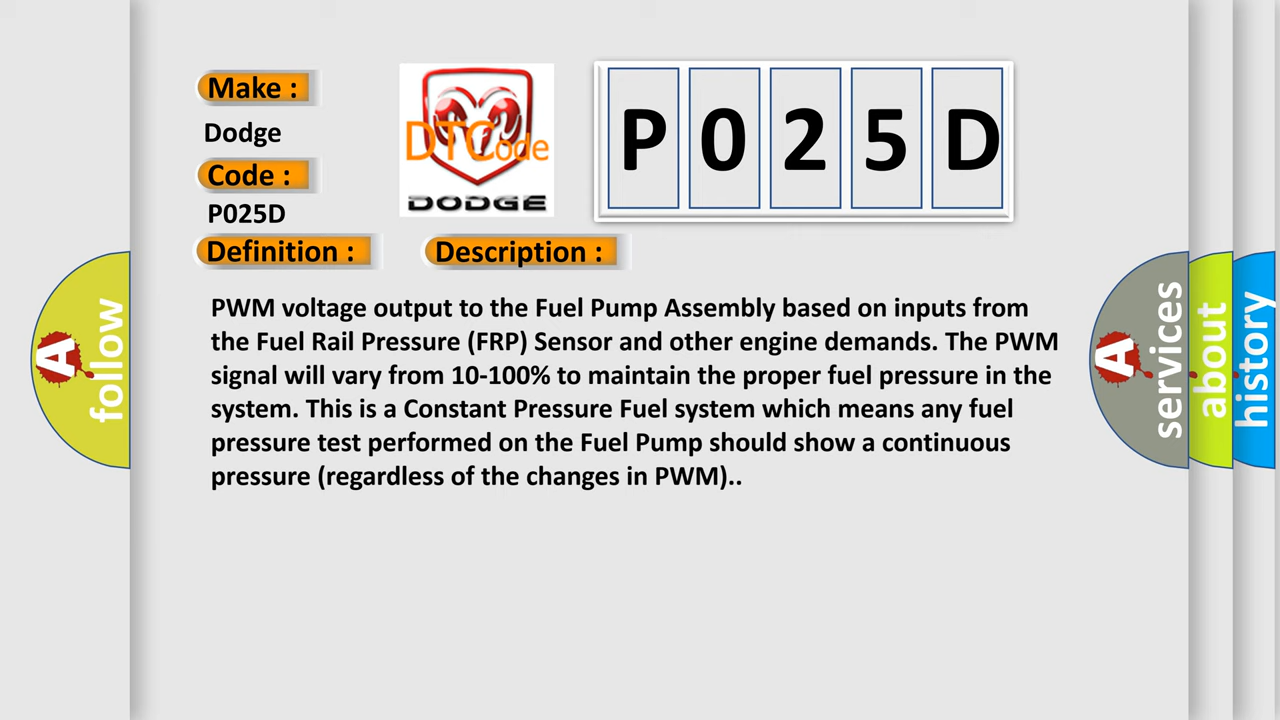 Make :
Dodge
Code :
P025D
DTCode
DODGE
P025D
Definition :
Description :
PWM voltage output to the Fuel Pump Assembly based on inputs from
the Fuel Rail Pressure (FRP) Sensor and other engine demands. The PWM
signal will vary from 10-100% to maintain the proper fuel pressure in the
system. This is a Constant Pressure Fuel system which means any fuel
pressure test performed on the Fuel Pump should show a continuous
pressure (regardless of the changes in PWM)..
A
follow
A
services
about
history